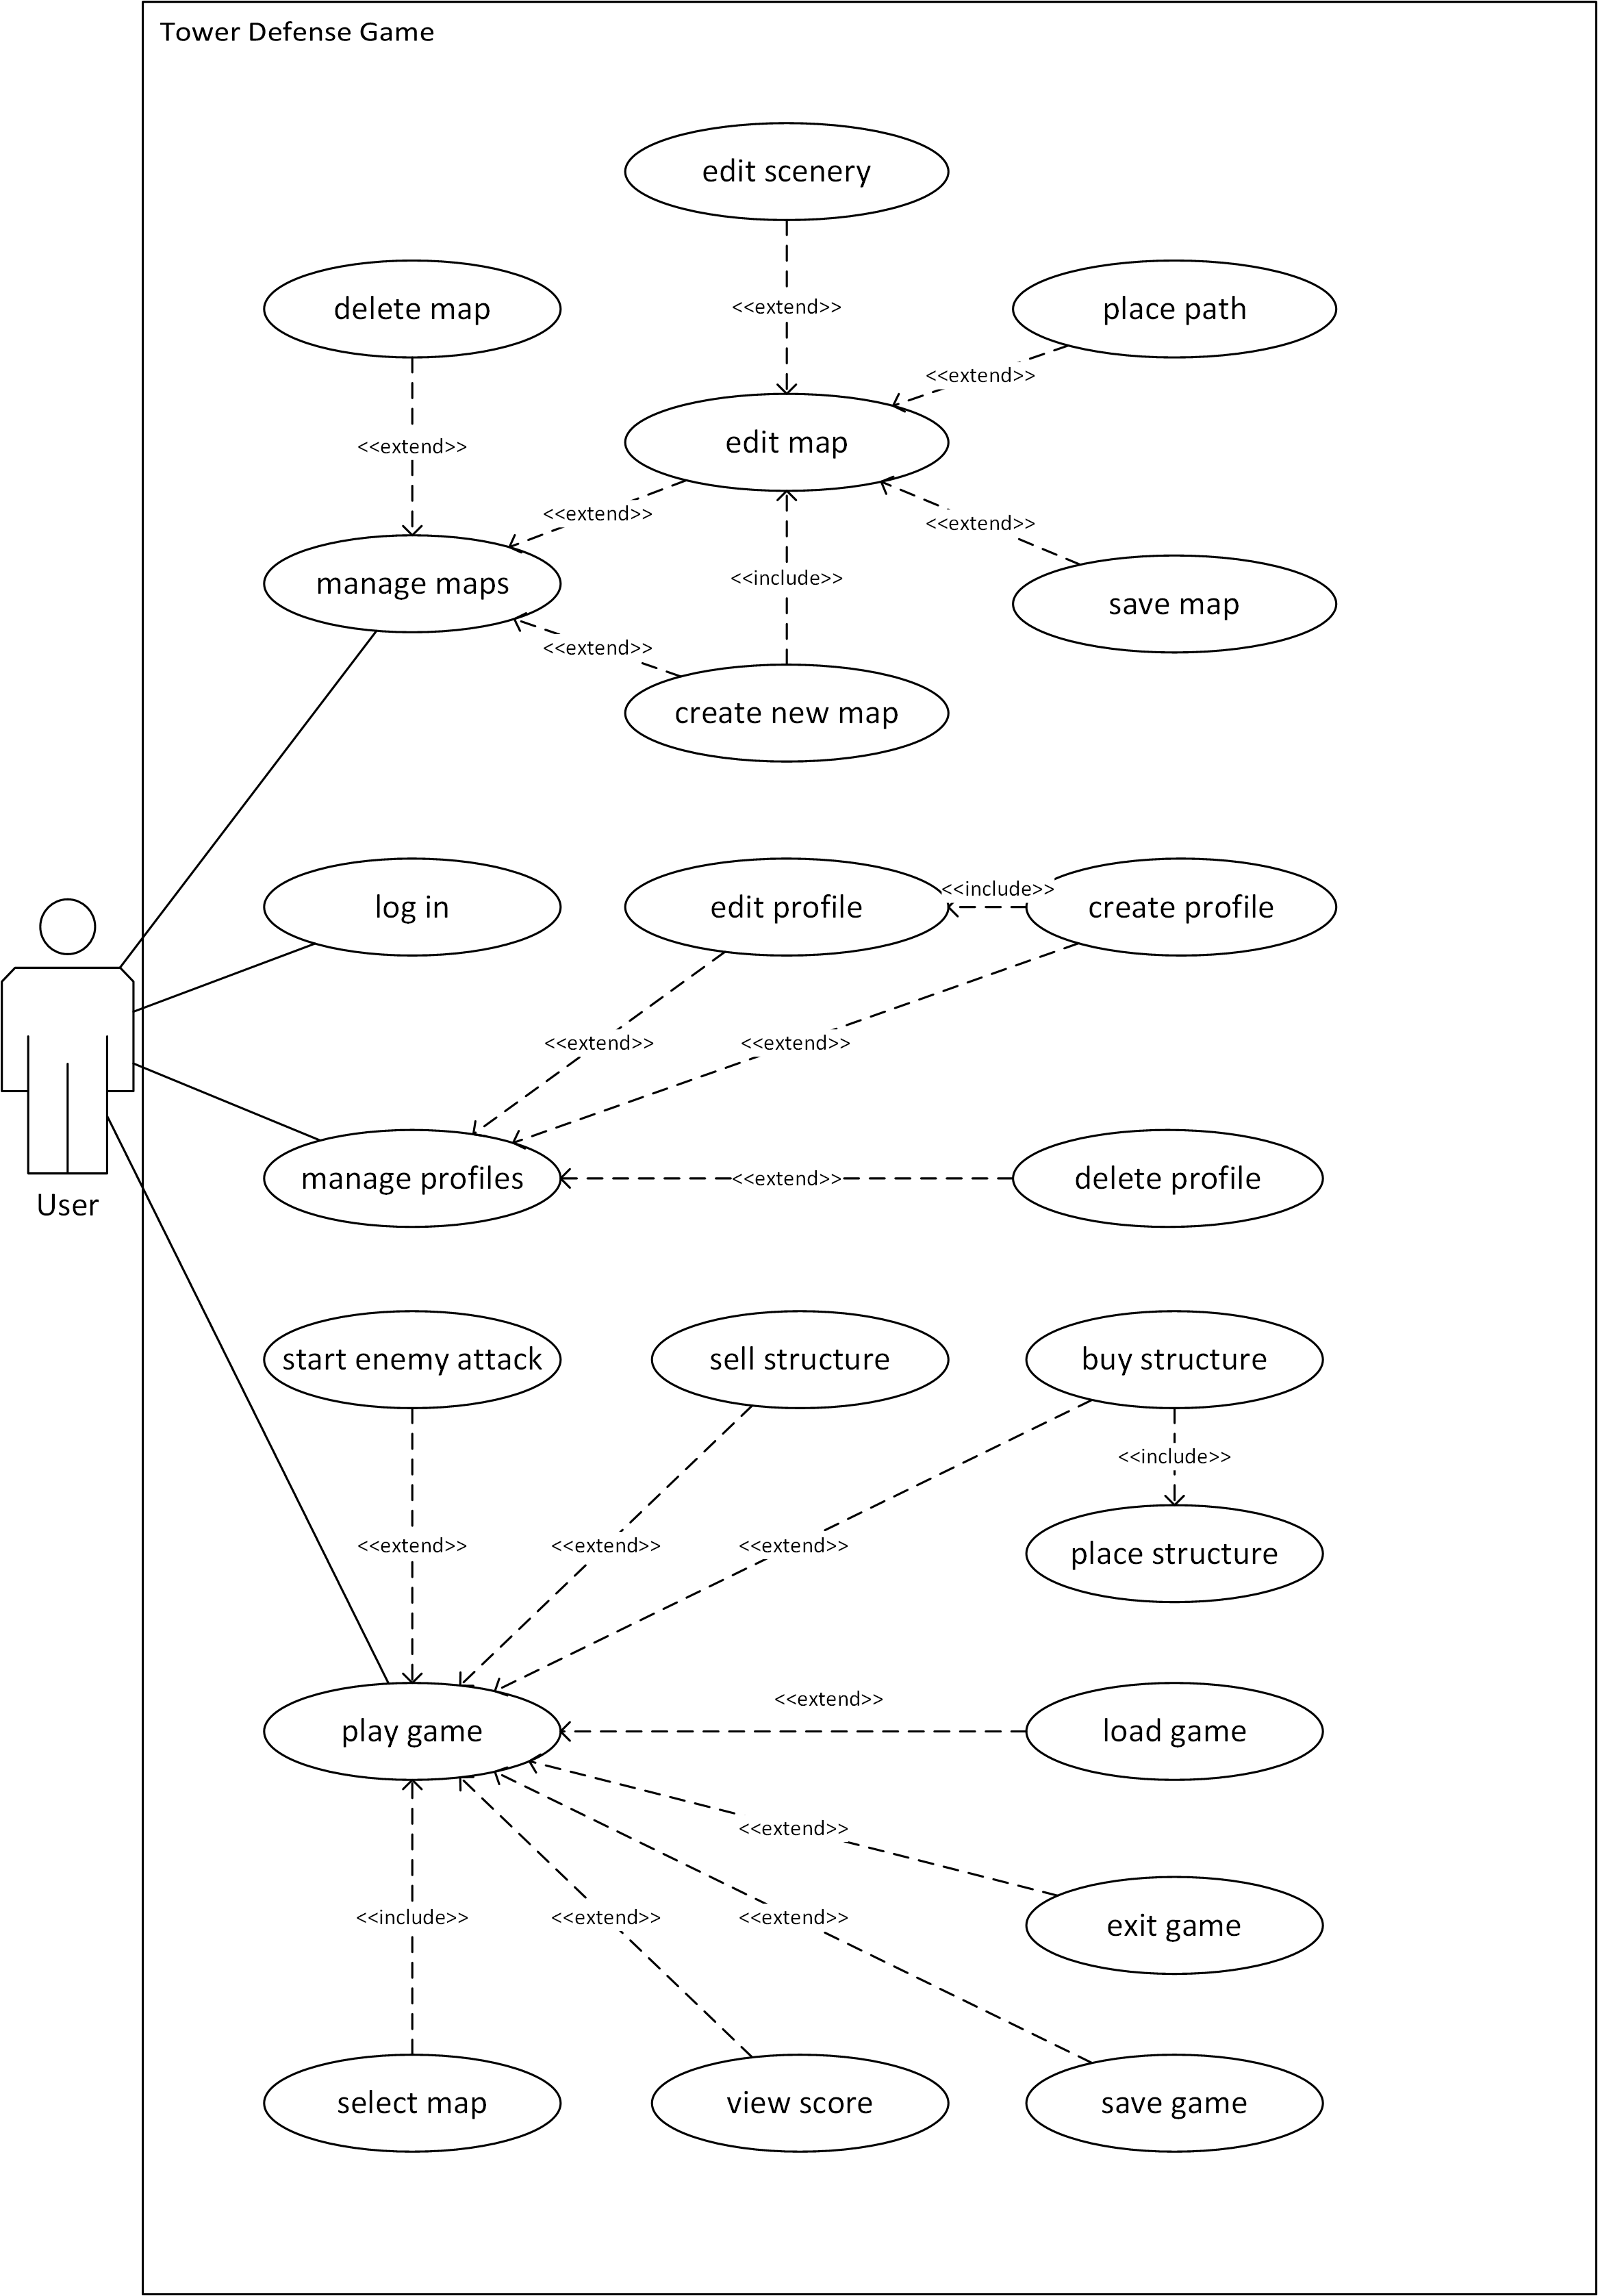 Tower Defense Game
edit scenery
delete map
<<extend>>
place path
<<extend>>
edit map
<<extend>>
<<extend>>
<<extend>>
manage maps
<<include>>
save map
<<extend>>
create new map
log in
edit profile
<<include>>
create profile
<<extend>>
<<extend>>
manage profiles
<<extend>>
delete profile
User
start enemy attack
sell structure
buy structure
<<include>>
<<extend>>
<<extend>>
<<extend>>
place structure
<<extend>>
play game
load game
<<extend>>
<<include>>
<<extend>>
<<extend>>
exit game
select map
view score
save game